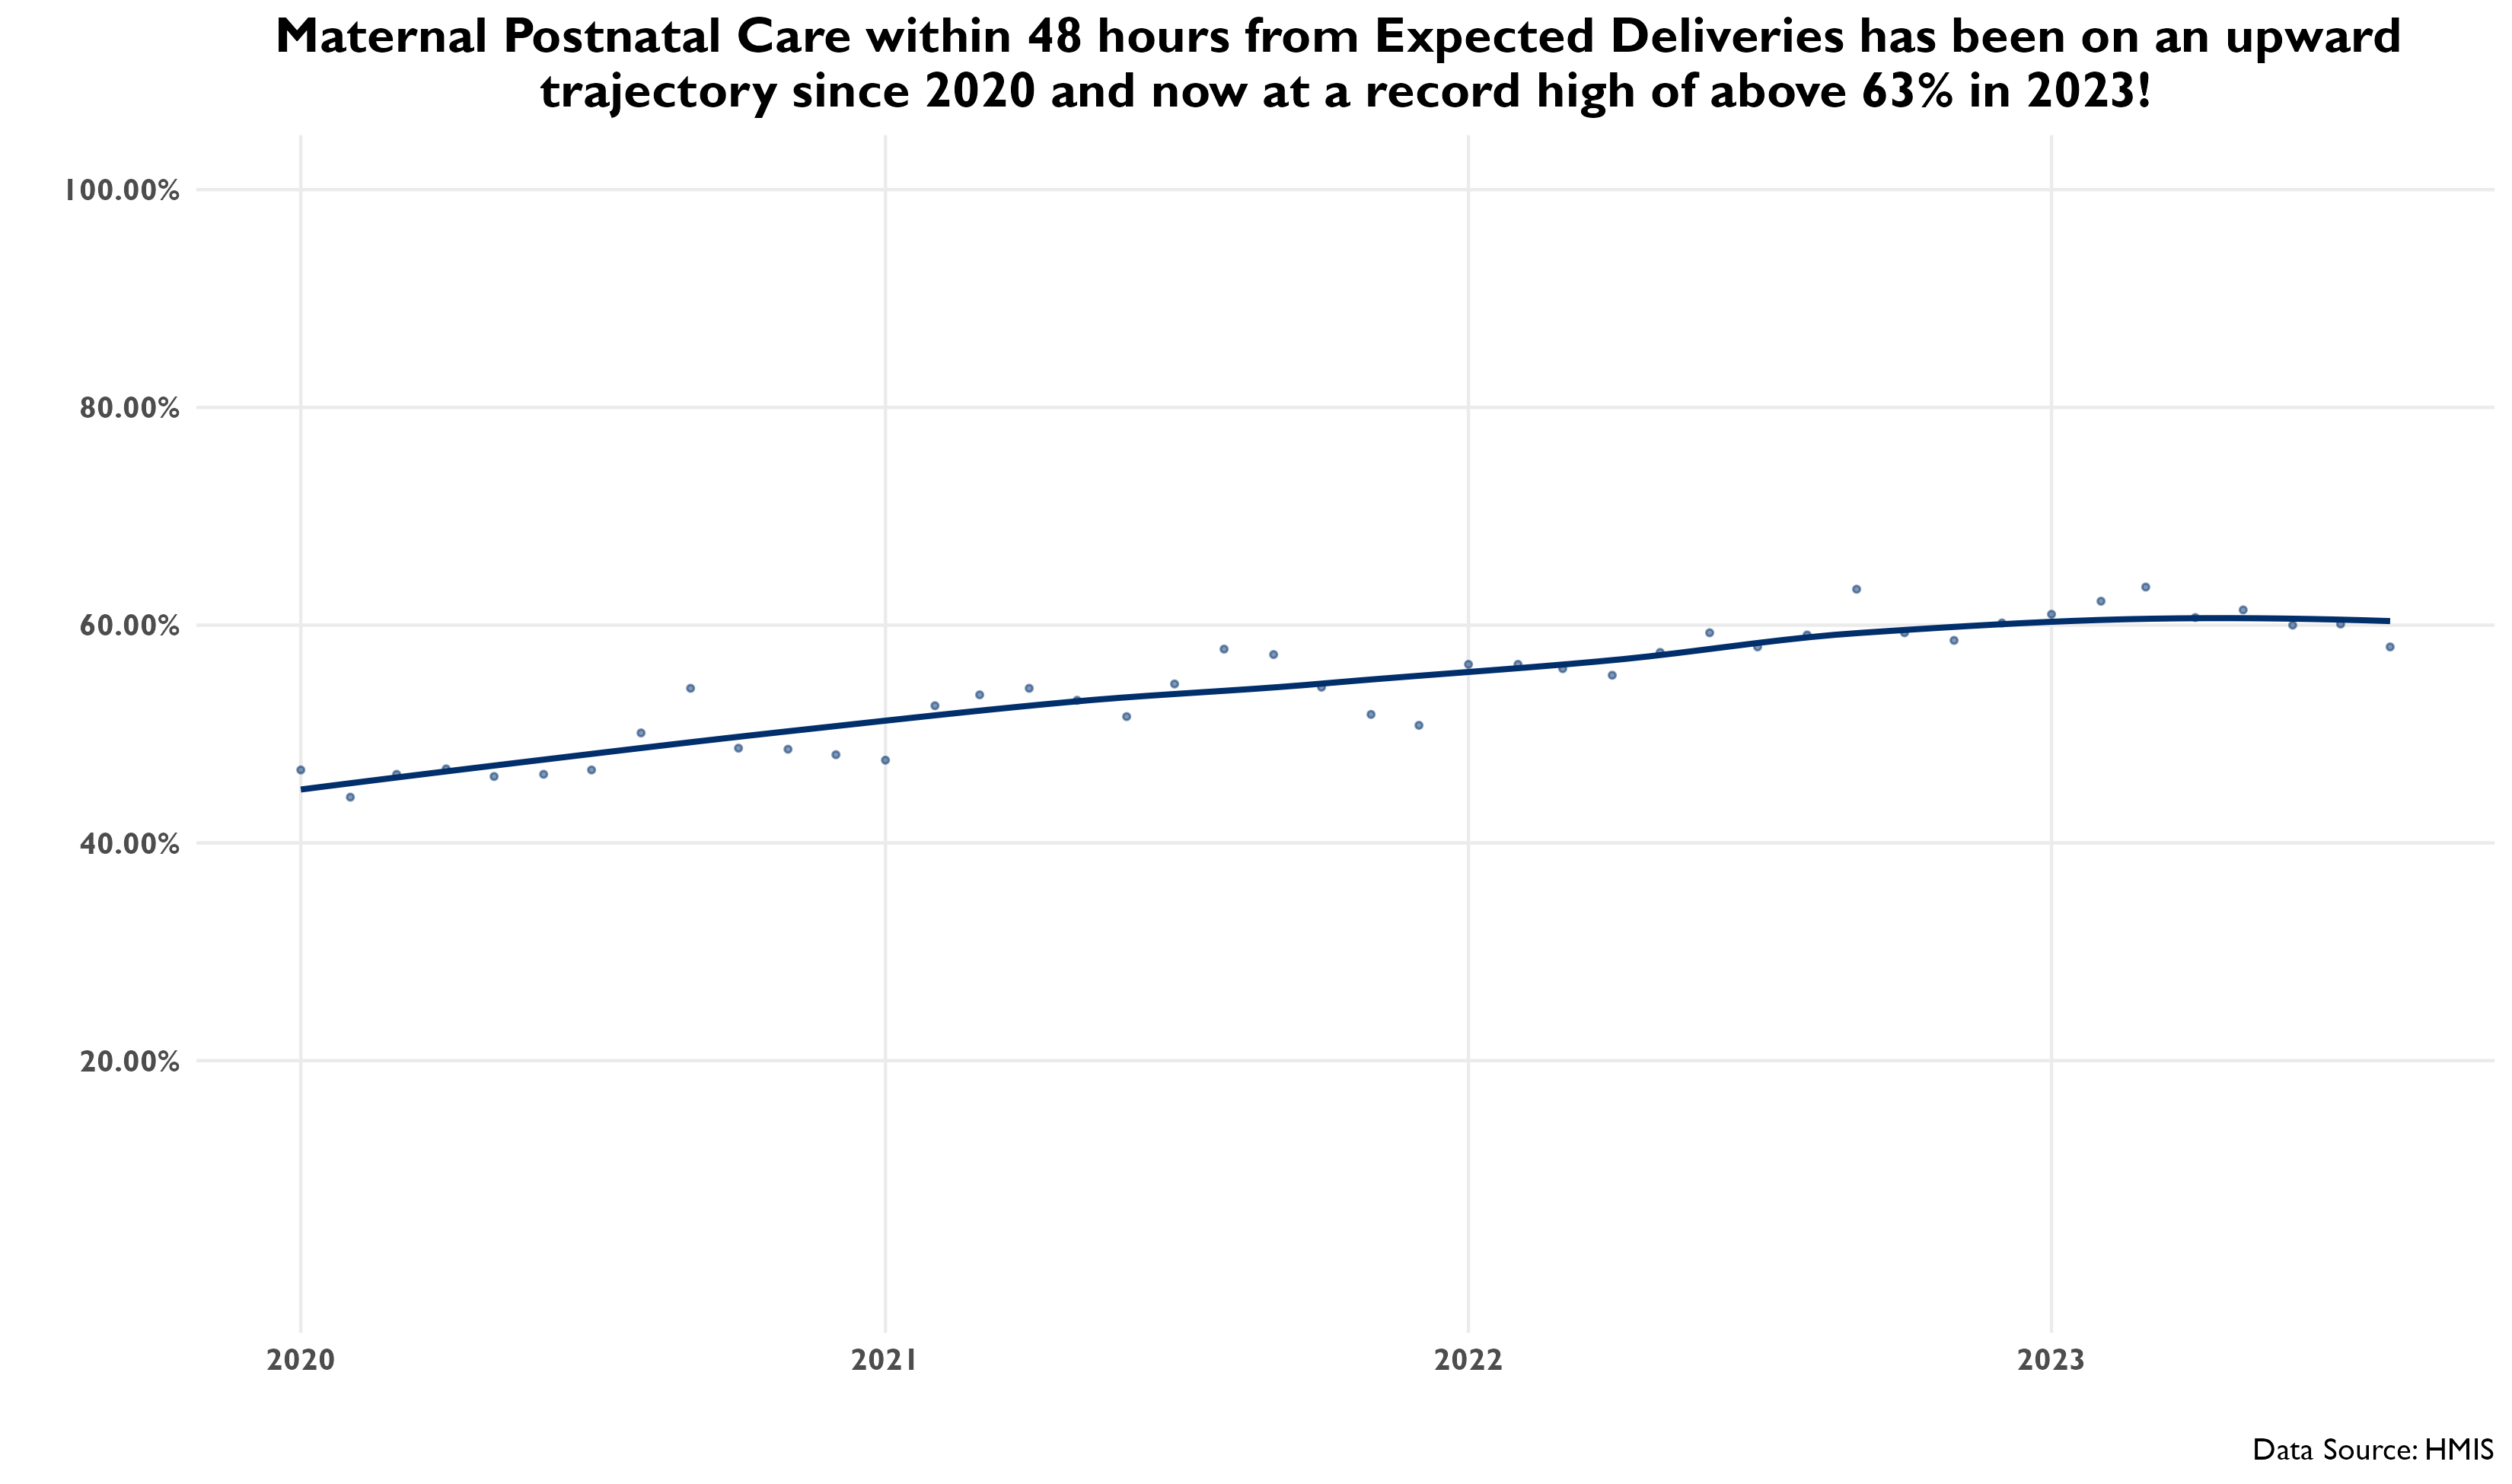 Maternal Postnatal Care within 48 hours from Expected Deliveries has been on an upward
trajectory since 2020 and now at a record high of above 63% in 2023!
100.00%
80.00%
60.00%
40.00%
20.00%
2020 2021 2022 2023
Data Source: HMIS